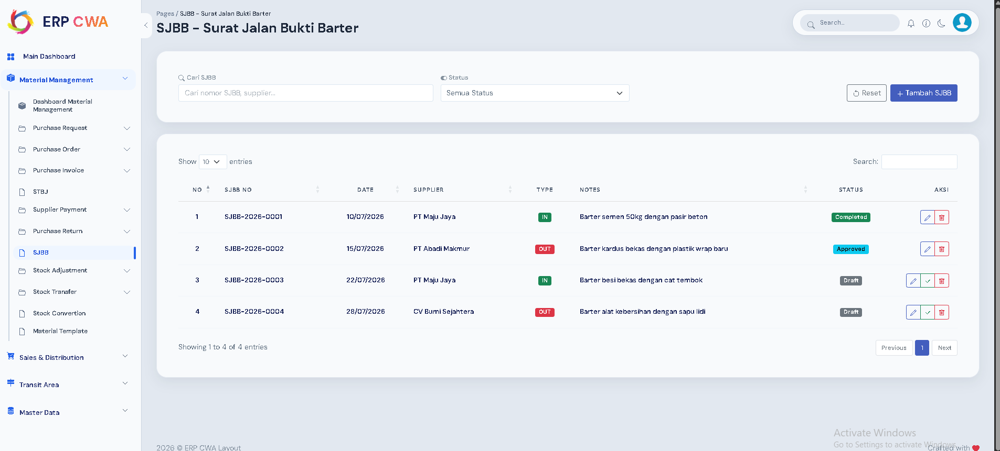 ERP CWA
Main Dashboard
Material Management
Dashboard Material
Management
Purchase Request
Purchase Order
Purchase Invoice
STBJ
Supplier Payment
Purchase Return
SJBB
Stock Adjustment
Stock Transfer
Stock Convertion
Material Template
Sales & Distribution
Transit Area
Master Data
Pages / SJBB - Surat Jalan Bukti Barter
SJBB - Surat Jalan Bukti Barter
Search...
Cari SJBB
Status
Cari nomor SJBB, supplier...
Semua Status
Reset
+ Tambah SJBB
Show 10 entries
Search:
NO SJBB NO DATE SUPPLIER TYPE NOTES STATUS AKSI
1 SJBB-2026-0001 10/07/2026 PT Maju Jaya IN Barter semen 50kg dengan pasir beton Completed
2 SJBB-2026-0002 15/07/2026 PT Abadi Makmur OUT Barter kardus bekas dengan plastik wrap baru Approved
3 SJBB-2026-0003 22/07/2026 PT Maju Jaya IN Barter besi bekas dengan cat tembok Draft
4 SJBB-2026-0004 28/07/2026 CV Bumi Sejahtera OUT Barter alat kebersihan dengan sapu lidi Draft
Showing 1 to 4 of 4 entries
Previous 1 Next
Activate Windows
Go to Settings to activate Windows.
2026 © ERP CWA Layout
Crafted with